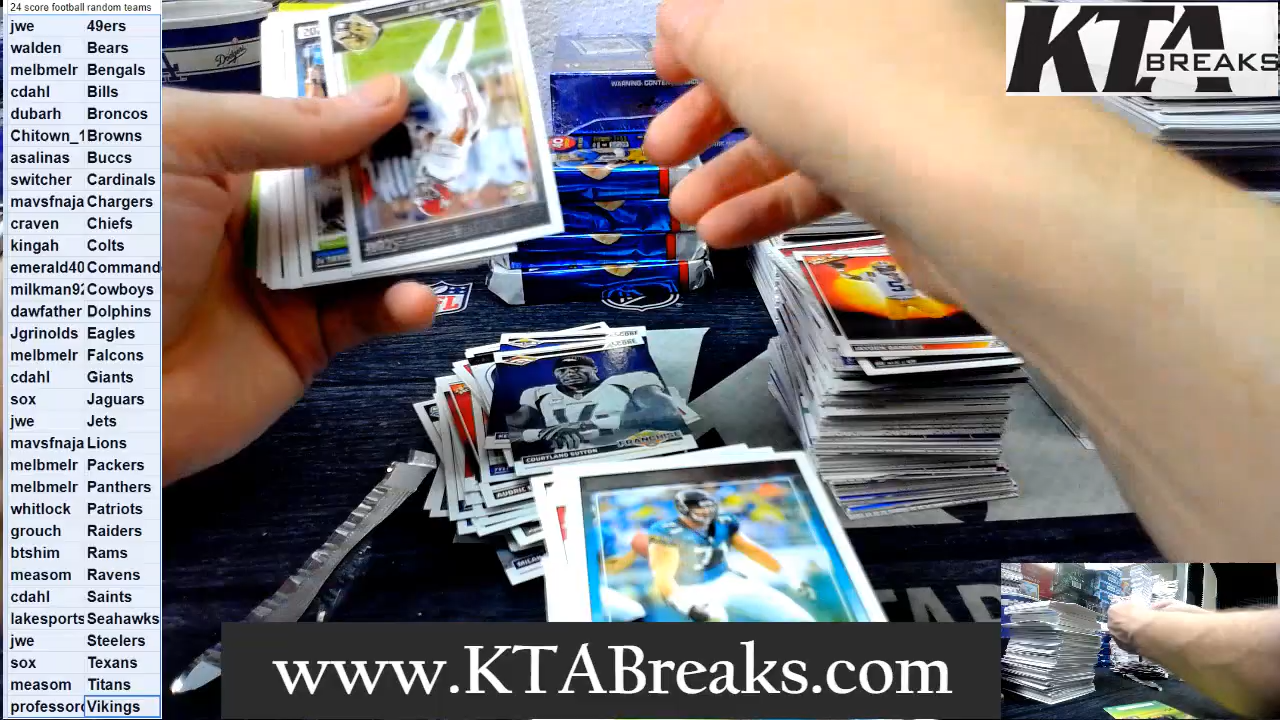 24 score football random teams
jwe 49ers
walden Bears
melbmelr Bengals
cdahl Bills
dubarh Broncos
Chitown_1 Browns
asalinas Buccs
switcher Cardinals
mavsfnaja Chargers
craven Chiefs
kingah Colts
emerald40 Command
milkman92 Cowboys
dawfather Dolphins
Jgrinolds Eagles
melbmelr Falcons
cdahl Giants
sox Jaguars
jwe Jets
mavsfnaja Lions
melbmelr Packers
melbmelr Panthers
whitlock Patriots
grouch Raiders
btshim Rams
measom Ravens
cdahl Saints
lakesports Seahawks
jwe Steelers
sox Texans
measom Titans
professor Vikings
Dodgers
KTA
BREAKS
FRANCHISE
COURTLAND SUTTON
www.KTABreaks.com